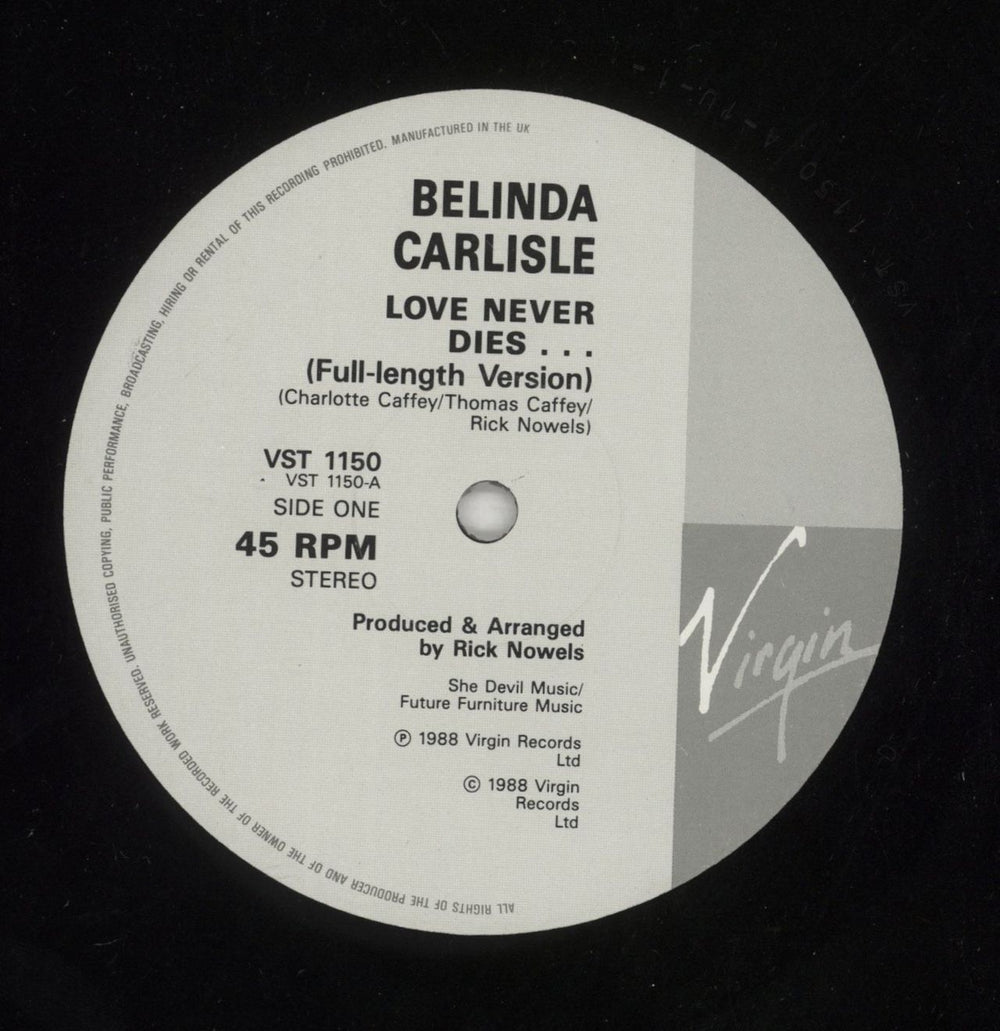 BELINDA
CARLISLE
LOVE NEVER
DIES . . .
(Full-length Version)
(Charlotte Caffey/Thomas Caffey/
Rick Nowels)
VST 1150
VST 1150-A
SIDE ONE
45 RPM
STEREO
Produced & Arranged
by Rick Nowels
She Devil Music/
Future Furniture Music
Ⓟ 1988 Virgin Records
Ltd
© 1988 Virgin
Records
Ltd
Virgin
ALL RIGHTS OF THE PRODUCER AND OF THE OWNER OF THE RECORDED WORK RESERVED. UNAUTHORISED COPYING, PUBLIC PERFORMANCE, BROADCASTING, HIRING OR RENTAL OF THIS RECORDING PROHIBITED. MANUFACTURED IN THE UK